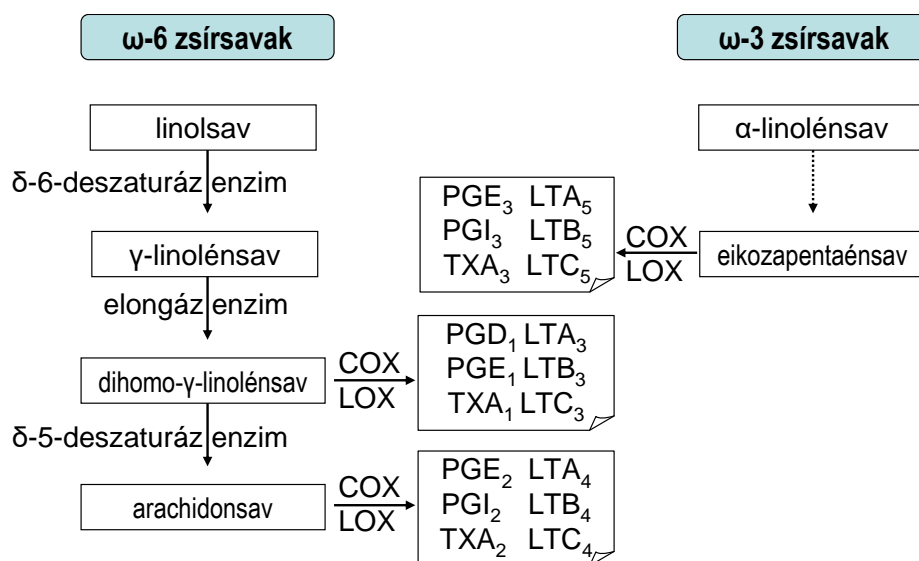 ω-6 zsírsavak
ω-3 zsírsavak
linolsav
α-linolénsav
δ-6-deszaturáz enzim
PGE₃ LTA₅
PGI₃ LTB₅
TXA₃ LTC₅
COX
LOX
γ-linolénsav
eikozapentaénsav
elongáz enzim
dihomo-γ-linolénsav
COX
LOX
PGD₁ LTA₃
PGE₁ LTB₃
TXA₁ LTC₃
δ-5-deszaturáz enzim
arachidonsav
COX
LOX
PGE₂ LTA₄
PGI₂ LTB₄
TXA₂ LTC₄